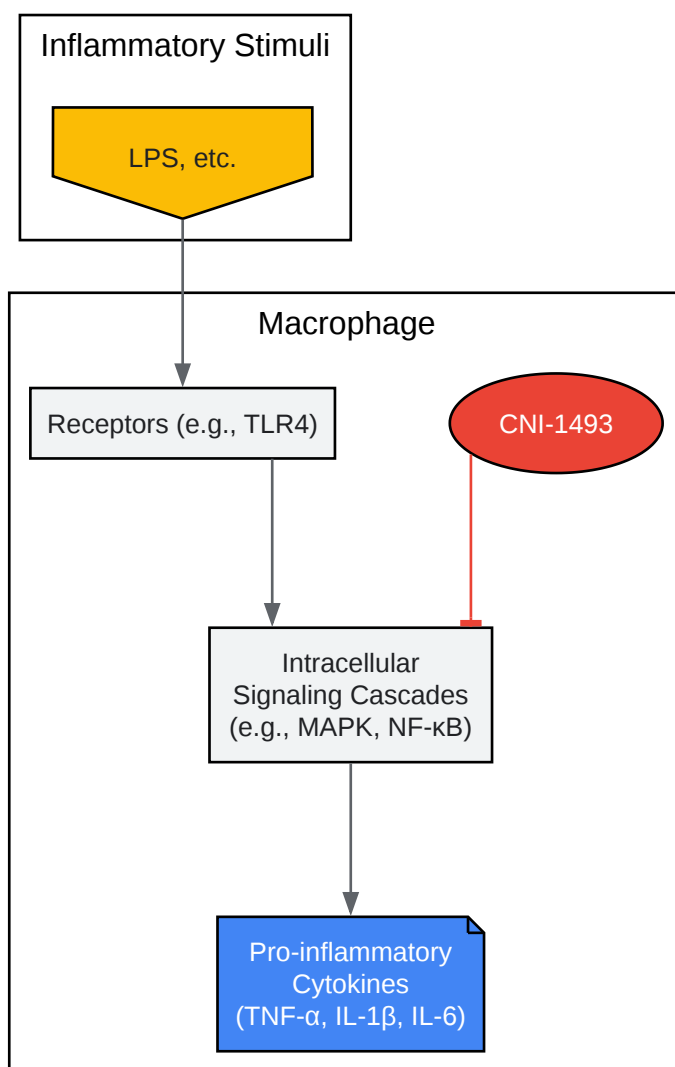 Inflammatory Stimuli
LPS, etc.
Macrophage
Receptors (e.g., TLR4)
CNI-1493
Intracellular
Signaling Cascades
(e.g., MAPK, NF-κB)
Pro-inflammatory
Cytokines
(TNF-α, IL-1β, IL-6)